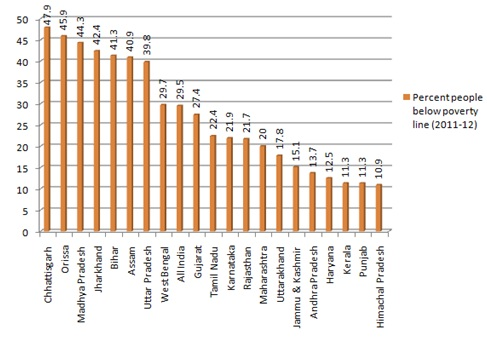 50
45
40
35
30
25
20
15
10
5
0
47.9
45.9
44.3
42.4
41.3
40.9
39.8
29.7
29.5
27.4
22.4
21.9
21.7
20
17.8
15.1
13.7
12.5
11.3
11.3
10.9
Chhattisgarh
Orissa
Madhya Pradesh
Jharkhand
Bihar
Assam
Uttar Pradesh
West Bengal
All India
Gujarat
Tamil Nadu
Karnataka
Rajasthan
Maharashtra
Uttarakhand
Jammu & Kashmir
Andhra Pradesh
Haryana
Kerala
Punjab
Himachal Pradesh
Percent people
below poverty
line (2011-12)